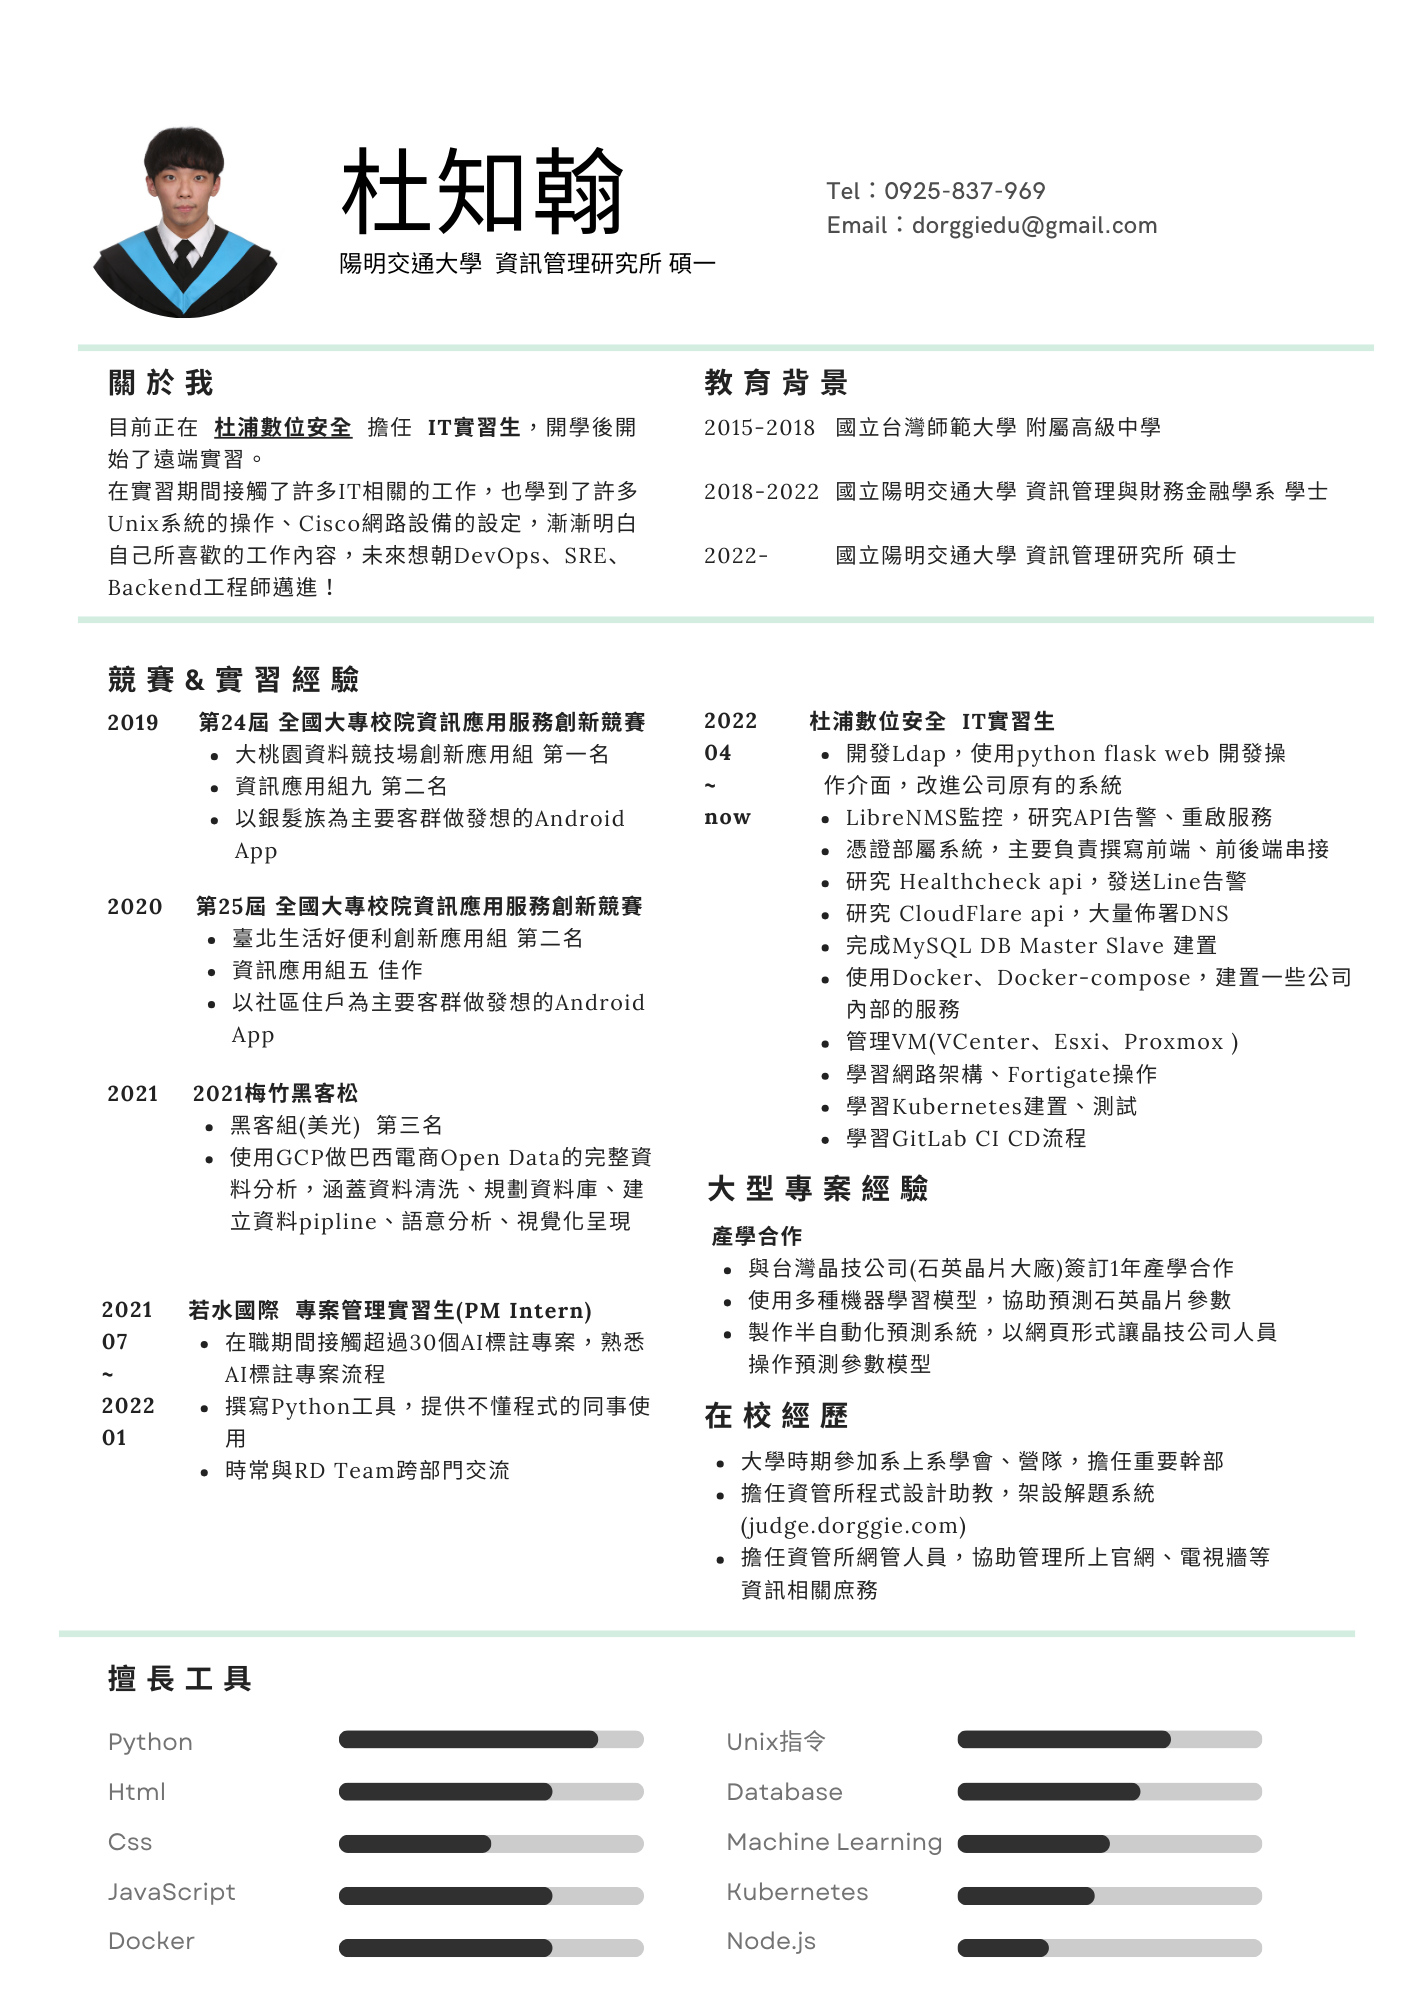 杜知翰
陽明交通大學 資訊管理研究所 碩一
Tel：0925-837-969
Email：dorggiedu@gmail.com
關於我
目前正在 杜浦數位安全 擔任 IT實習生，開學後開
始了遠端實習。
在實習期間接觸了許多IT相關的工作，也學到了許多
Unix系統的操作、Cisco網路設備的設定，漸漸明白
自己所喜歡的工作內容，未來想朝DevOps、SRE、
Backend工程師邁進！
教育背景
2015-2018 國立台灣師範大學 附屬高級中學
2018-2022 國立陽明交通大學 資訊管理與財務金融學系 學士
2022- 國立陽明交通大學 資訊管理研究所 碩士
競賽&實習經驗
2019 第24屆 全國大專校院資訊應用服務創新競賽
• 大桃園資料競技場創新應用組 第一名
• 資訊應用組九 第二名
• 以銀髮族為主要客群做發想的Android
App
2020 第25屆 全國大專校院資訊應用服務創新競賽
• 臺北生活好便利創新應用組 第二名
• 資訊應用組五 佳作
• 以社區住戶為主要客群做發想的Android
App
2021 2021梅竹黑客松
• 黑客組(美光) 第三名
• 使用GCP做巴西電商Open Data的完整資
料分析，涵蓋資料清洗、規劃資料庫、建
立資料pipline、語意分析、視覺化呈現
2021 若水國際 專案管理實習生(PM Intern)
07 • 在職期間接觸超過30個AI標註專案，熟悉
~ AI標註專案流程
2022 • 撰寫Python工具，提供不懂程式的同事使
01 用
• 時常與RD Team跨部門交流
2022 杜浦數位安全 IT實習生
04 • 開發Ldap，使用python flask web 開發操
~ 作介面，改進公司原有的系統
now • LibreNMS監控，研究API告警、重啟服務
• 憑證部屬系統，主要負責撰寫前端、前後端串接
• 研究 Healthcheck api，發送Line告警
• 研究 CloudFlare api，大量佈署DNS
• 完成MySQL DB Master Slave 建置
• 使用Docker、Docker-compose，建置一些公司
內部的服務
• 管理VM(VCenter、Esxi、Proxmox )
• 學習網路架構、Fortigate操作
• 學習Kubernetes建置、測試
• 學習GitLab CI CD流程
大型專案經驗
產學合作
• 與台灣晶技公司(石英晶片大廠)簽訂1年產學合作
• 使用多種機器學習模型，協助預測石英晶片參數
• 製作半自動化預測系統，以網頁形式讓晶技公司人員
操作預測參數模型
在校經歷
• 大學時期參加系上系學會、營隊，擔任重要幹部
• 擔任資管所程式設計助教，架設解題系統
(judge.dorggie.com)
• 擔任資管所網管人員，協助管理所上官網、電視牆等
資訊相關庶務
擅長工具
Python
Html
Css
JavaScript
Docker
Unix指令
Database
Machine Learning
Kubernetes
Node.js